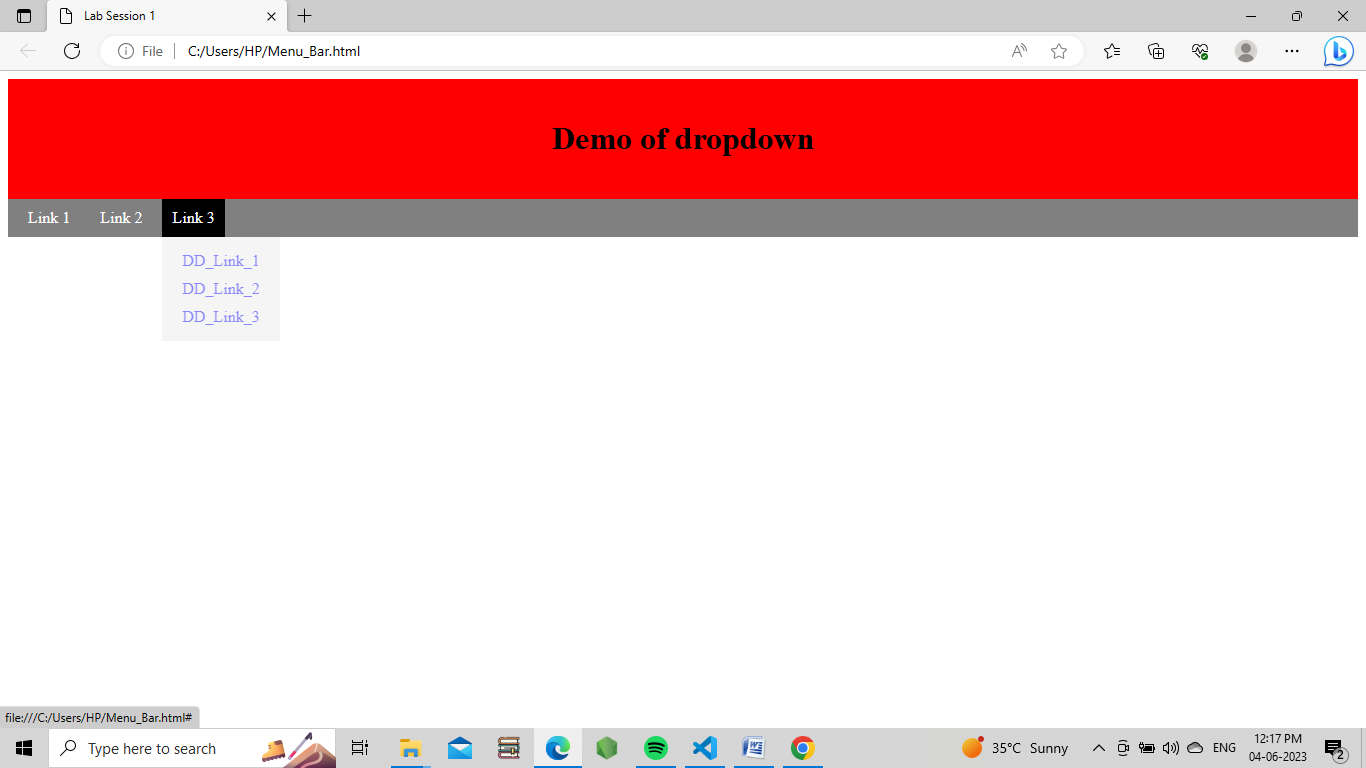 Lab Session 1
File
C:/Users/HP/Menu_Bar.html
Demo of dropdown
Link 1 Link 2 Link 3
DD_Link_1
DD_Link_2
DD_Link_3
file:///C:/Users/HP/Menu_Bar.html#
Type here to search
35°C Sunny
ENG
12:17 PM
04-06-2023
2